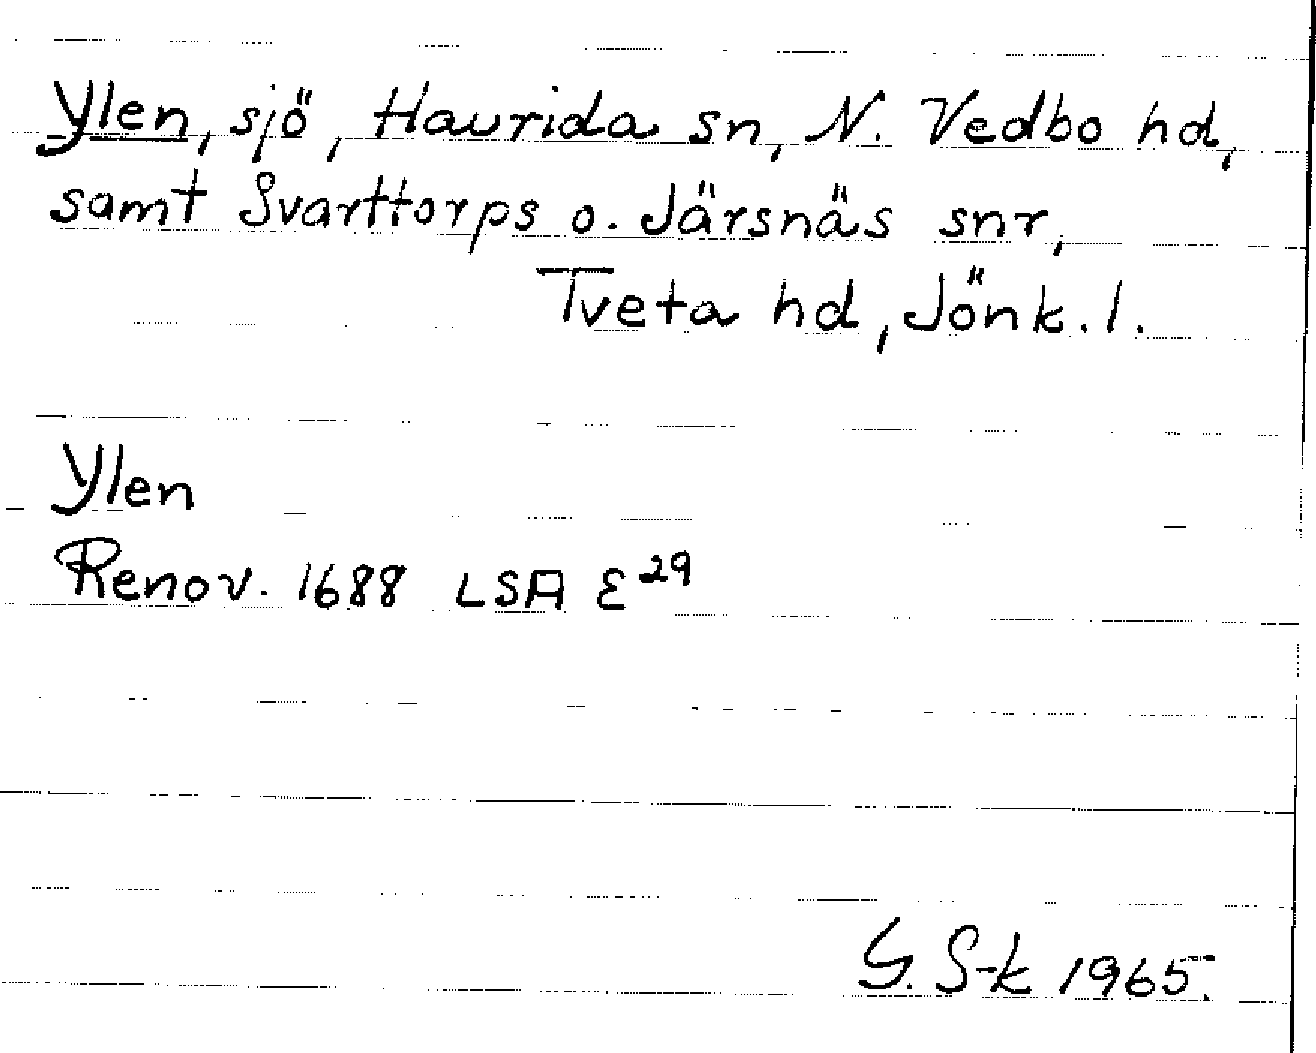 Ylen, sjö, Haurida sn, N. Vedbo hd,
samt Svarttorps o. Järsnäs snr,
Tveta hd, Jönk. l.
Ylen
Renov. 1688 LSA E²⁹
G. S-k 1965.